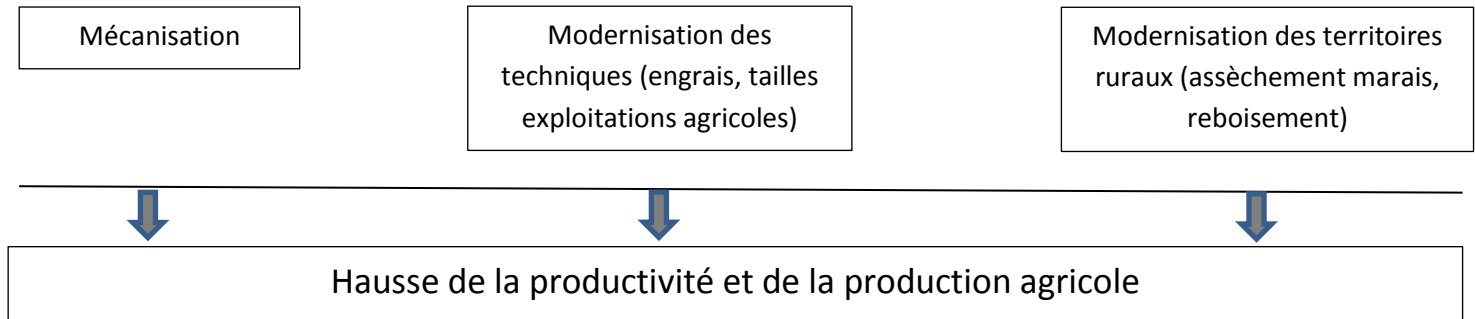 Mécanisation
Modernisation des
techniques (engrais, tailles
exploitations agricoles)
Modernisation des territoires
ruraux (assèchement marais,
reboisement)
Hausse de la productivité et de la production agricole